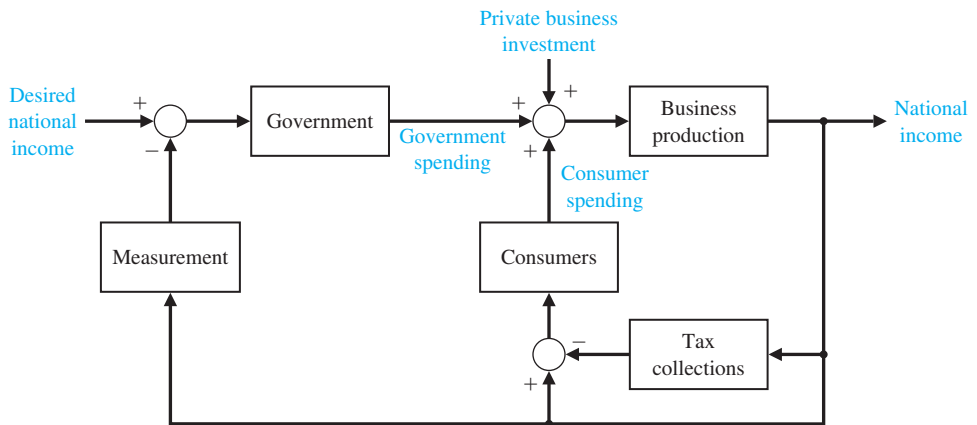 Private business
investment
Desired
national
income
+
−
Government
Government
spending
+
+
+
Business
production
National
income
Consumer
spending
Measurement
Consumers
−
+
Tax
collections